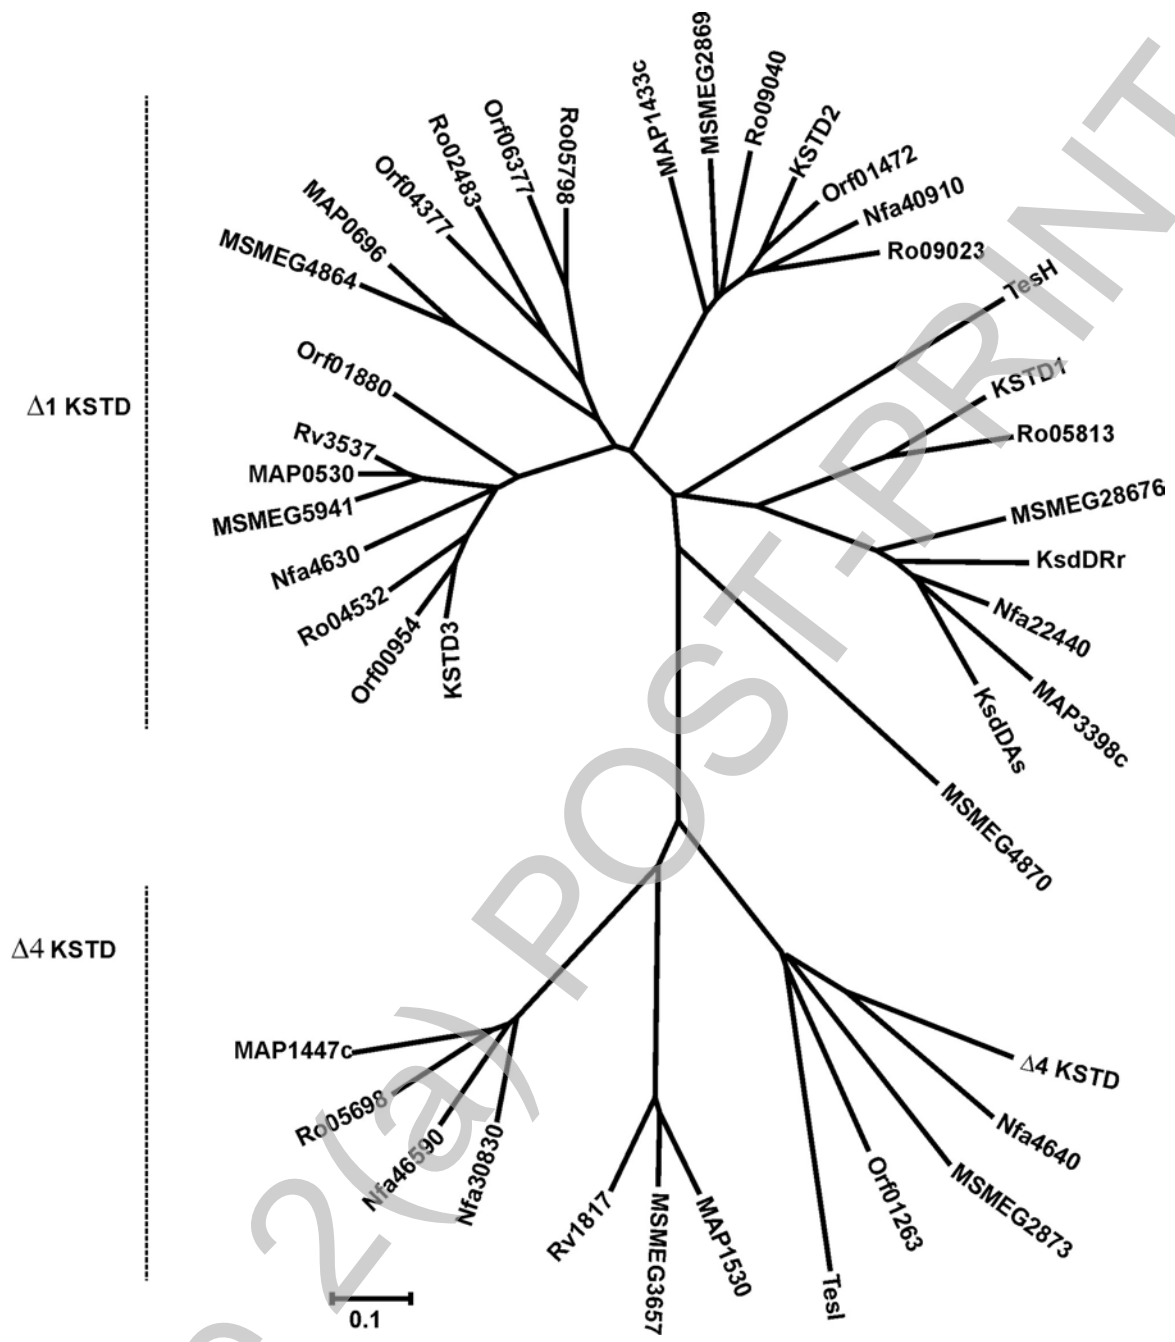 MSMEG2869
MAP1433c
Ro09040
KSTD2
Orf01472
Nfa40910
Ro09023
TesH
KSTD1
Ro05813
MSMEG28676
KsdDRr
Nfa22440
MAP3398c
KsdDAs
MSMEG4870
Ro05798
Orf06377
Ro02483
Orf04377
MAP0696
MSMEG4864
Orf01880
Rv3537
MAP0530
MSMEG5941
Nfa4630
Ro04532
Orf00954
KSTD3
Δ1 KSTD
Δ4 KSTD
MAP1447c
Ro05698
Nfa46590
Nfa30830
Rv1817
MSMEG3657
MAP1530
TesI
Orf01263
MSMEG2873
Nfa4640
Δ4 KSTD
0.1
2(a) POST-PRINT